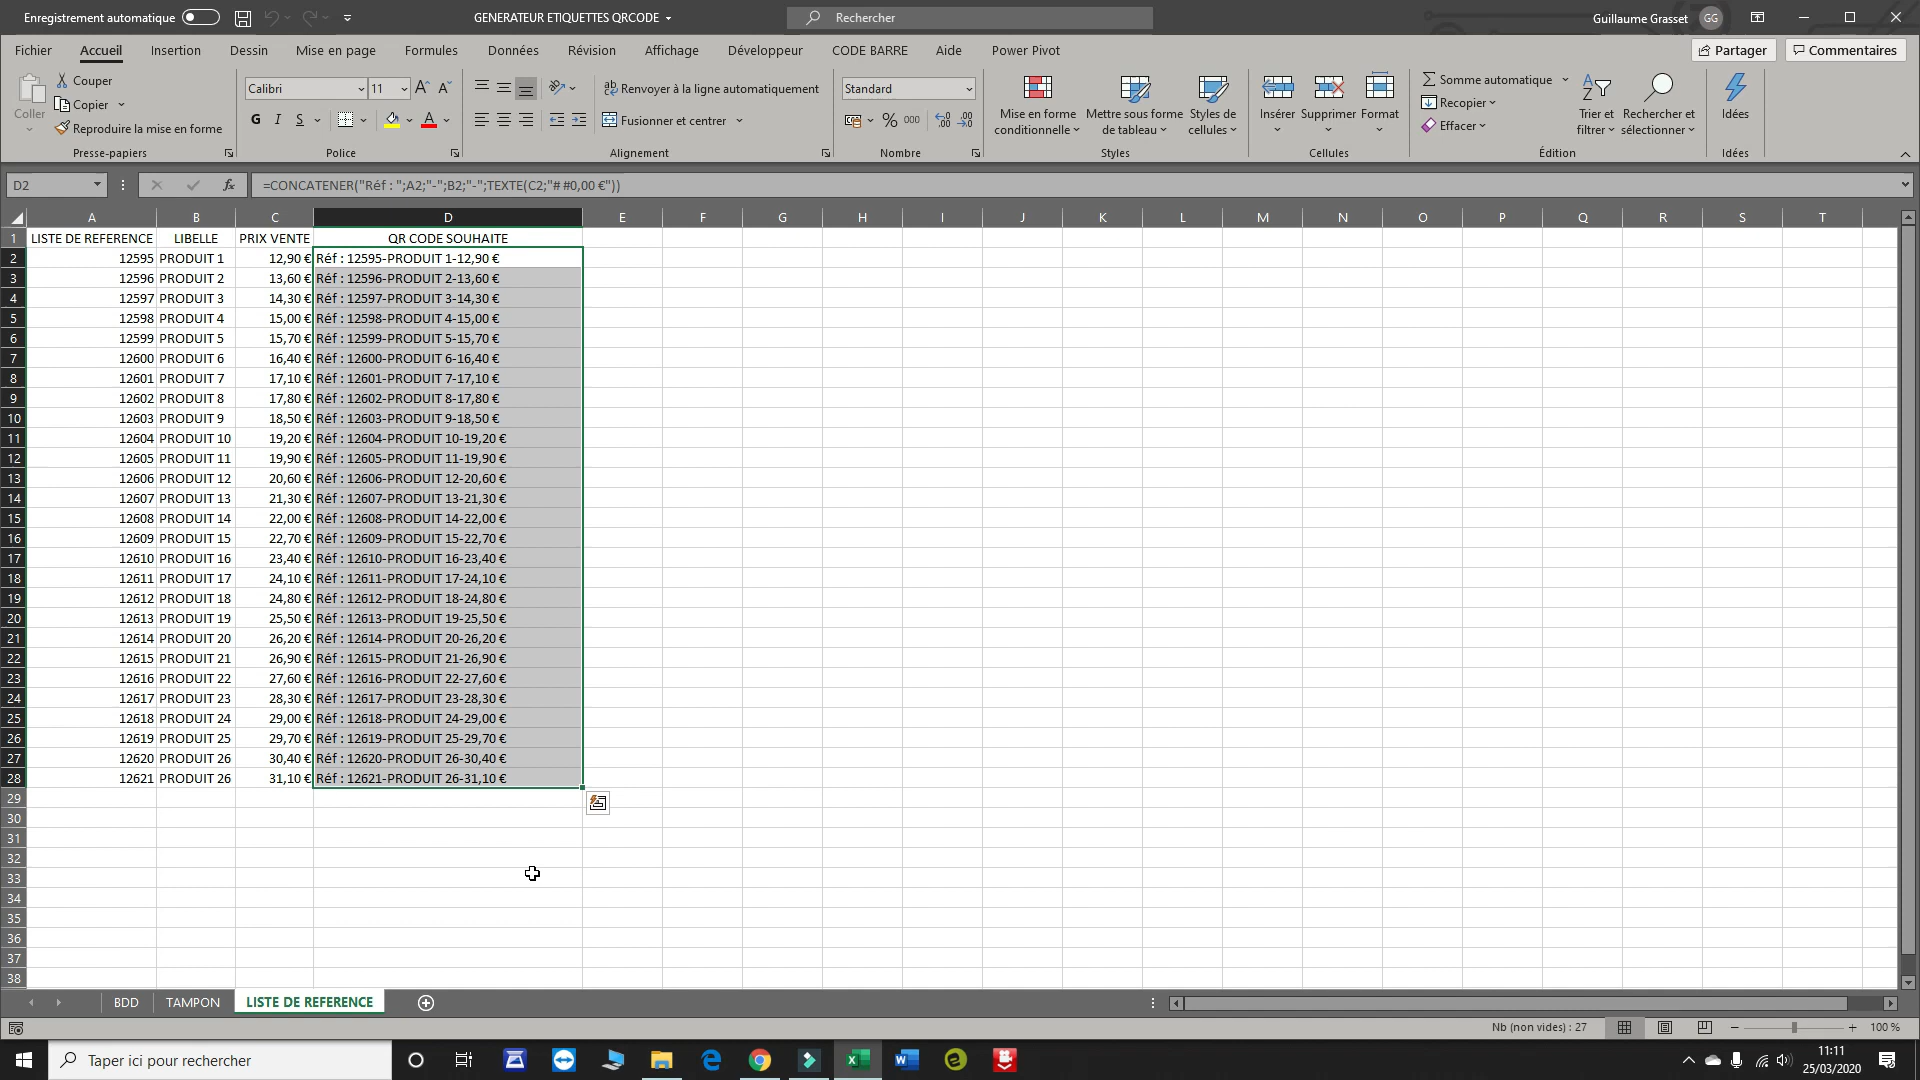 Enregistrement automatique
GENERATEUR ETIQUETTES QRCODE
Rechercher
Guillaume Grasset
GG
Fichier Accueil Insertion Dessin Mise en page Formules Données Révision Affichage Développeur CODE BARRE Aide Power Pivot
Partager
Commentaires
Coller
Couper
Copier
Reproduire la mise en forme
Presse-papiers
Calibri 11
G I S
Police
Renvoyer à la ligne automatiquement
Fusionner et centrer
Alignement
Standard
% 000
Nombre
Mise en forme conditionnelle
Mettre sous forme de tableau
Styles de cellules
Styles
Insérer Supprimer Format
Cellules
Somme automatique
Recopier
Effacer
Trier et filtrer
Rechercher et sélectionner
Édition
Idées
Idées
D2
fx
=CONCATENER("Réf : ";A2;"-";B2;"-";TEXTE(C2;"# #0,00 €"))
A B C D E F G H I J K L M N O P Q R S T
1 LISTE DE REFERENCE LIBELLE PRIX VENTE QR CODE SOUHAITE
2 12595 PRODUIT 1 12,90 € Réf : 12595-PRODUIT 1-12,90 €
3 12596 PRODUIT 2 13,60 € Réf : 12596-PRODUIT 2-13,60 €
4 12597 PRODUIT 3 14,30 € Réf : 12597-PRODUIT 3-14,30 €
5 12598 PRODUIT 4 15,00 € Réf : 12598-PRODUIT 4-15,00 €
6 12599 PRODUIT 5 15,70 € Réf : 12599-PRODUIT 5-15,70 €
7 12600 PRODUIT 6 16,40 € Réf : 12600-PRODUIT 6-16,40 €
8 12601 PRODUIT 7 17,10 € Réf : 12601-PRODUIT 7-17,10 €
9 12602 PRODUIT 8 17,80 € Réf : 12602-PRODUIT 8-17,80 €
10 12603 PRODUIT 9 18,50 € Réf : 12603-PRODUIT 9-18,50 €
11 12604 PRODUIT 10 19,20 € Réf : 12604-PRODUIT 10-19,20 €
12 12605 PRODUIT 11 19,90 € Réf : 12605-PRODUIT 11-19,90 €
13 12606 PRODUIT 12 20,60 € Réf : 12606-PRODUIT 12-20,60 €
14 12607 PRODUIT 13 21,30 € Réf : 12607-PRODUIT 13-21,30 €
15 12608 PRODUIT 14 22,00 € Réf : 12608-PRODUIT 14-22,00 €
16 12609 PRODUIT 15 22,70 € Réf : 12609-PRODUIT 15-22,70 €
17 12610 PRODUIT 16 23,40 € Réf : 12610-PRODUIT 16-23,40 €
18 12611 PRODUIT 17 24,10 € Réf : 12611-PRODUIT 17-24,10 €
19 12612 PRODUIT 18 24,80 € Réf : 12612-PRODUIT 18-24,80 €
20 12613 PRODUIT 19 25,50 € Réf : 12613-PRODUIT 19-25,50 €
21 12614 PRODUIT 20 26,20 € Réf : 12614-PRODUIT 20-26,20 €
22 12615 PRODUIT 21 26,90 € Réf : 12615-PRODUIT 21-26,90 €
23 12616 PRODUIT 22 27,60 € Réf : 12616-PRODUIT 22-27,60 €
24 12617 PRODUIT 23 28,30 € Réf : 12617-PRODUIT 23-28,30 €
25 12618 PRODUIT 24 29,00 € Réf : 12618-PRODUIT 24-29,00 €
26 12619 PRODUIT 25 29,70 € Réf : 12619-PRODUIT 25-29,70 €
27 12620 PRODUIT 26 30,40 € Réf : 12620-PRODUIT 26-30,40 €
28 12621 PRODUIT 26 31,10 € Réf : 12621-PRODUIT 26-31,10 €
29
30
31
32
33
34
35
36
37
38
BDD TAMPON LISTE DE REFERENCE
Nb (non vides) : 27
100 %
Taper ici pour rechercher
11:11
25/03/2020